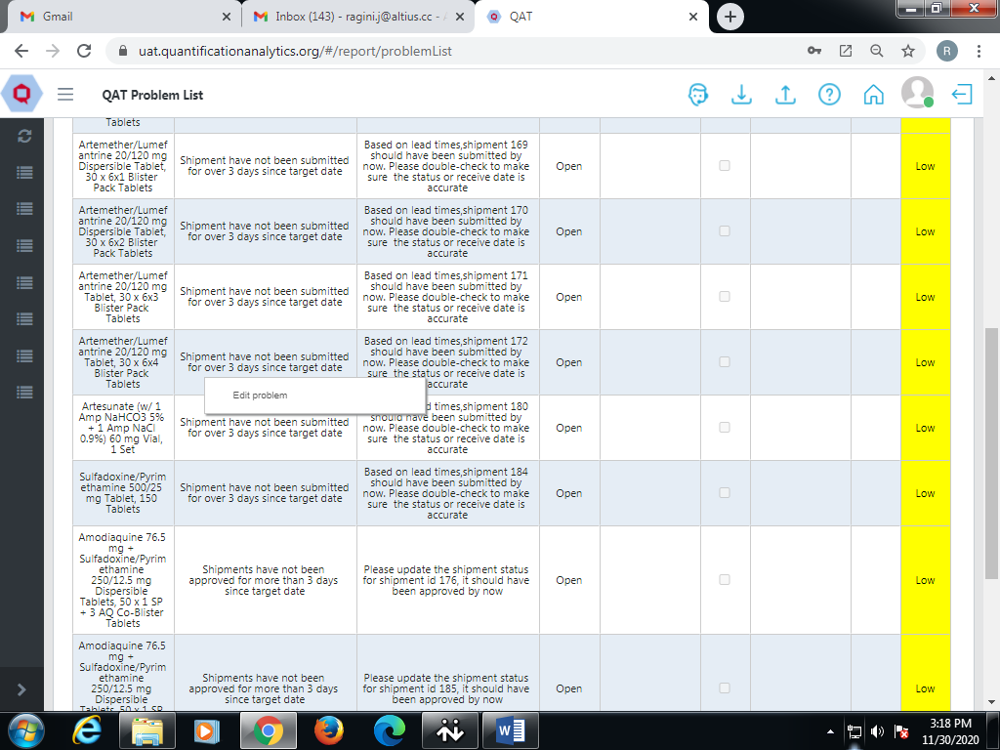 Gmail
Inbox (143) - ragini.j@altius.cc -
QAT
uat.quantificationanalytics.org/#/report/problemList
R
QAT Problem List
Tablets
Artemether/Lumef
antrine 20/120 mg
Dispersible Tablet,
30 x 6x1 Blister
Pack Tablets
Shipment have not been submitted
for over 3 days since target date
Based on lead times,shipment 169
should have been submitted by
now. Please double-check to make
sure the status or receive date is
accurate
Open
Low
Artemether/Lumef
antrine 20/120 mg
Dispersible Tablet,
30 x 6x2 Blister
Pack Tablets
Shipment have not been submitted
for over 3 days since target date
Based on lead times,shipment 170
should have been submitted by
now. Please double-check to make
sure the status or receive date is
accurate
Open
Low
Artemether/Lumef
antrine 20/120 mg
Tablet, 30 x 6x3
Blister Pack
Tablets
Shipment have not been submitted
for over 3 days since target date
Based on lead times,shipment 171
should have been submitted by
now. Please double-check to make
sure the status or receive date is
accurate
Open
Low
Artemether/Lumef
antrine 20/120 mg
Tablet, 30 x 6x4
Blister Pack
Tablets
Shipment have not been submitted
for over 3 days since target date
Based on lead times,shipment 172
should have been submitted by
now. Please double-check to make
sure the status or receive date is
accurate
Open
Low
Edit problem
Artesunate (w/ 1
Amp NaHCO3 5%
+ 1 Amp NaCl
0.9%) 60 mg Vial,
1 Set
Shipment have not been submitted
for over 3 days since target date
d times,shipment 180
should have been submitted by
now. Please double-check to make
sure the status or receive date is
accurate
Open
Low
Sulfadoxine/Pyrim
ethamine 500/25
mg Tablet, 150
Tablets
Shipment have not been submitted
for over 3 days since target date
Based on lead times,shipment 184
should have been submitted by
now. Please double-check to make
sure the status or receive date is
accurate
Open
Low
Amodiaquine 76.5
mg +
Sulfadoxine/Pyrim
ethamine
250/12.5 mg
Dispersible
Tablets, 50 x 1 SP
+ 3 AQ Co-Blister
Tablets
Shipments have not been
approved for more than 3 days
since target date
Please update the shipment status
for shipment id 176, it should have
been approved by now
Open
Low
Amodiaquine 76.5
mg +
Sulfadoxine/Pyrim
ethamine
250/12.5 mg
Dispersible
Tablets, 50 x 1 SP
Shipments have not been
approved for more than 3 days
since target date
Please update the shipment status
for shipment id 185, it should have
been approved by now
Open
Low
3:18 PM
11/30/2020